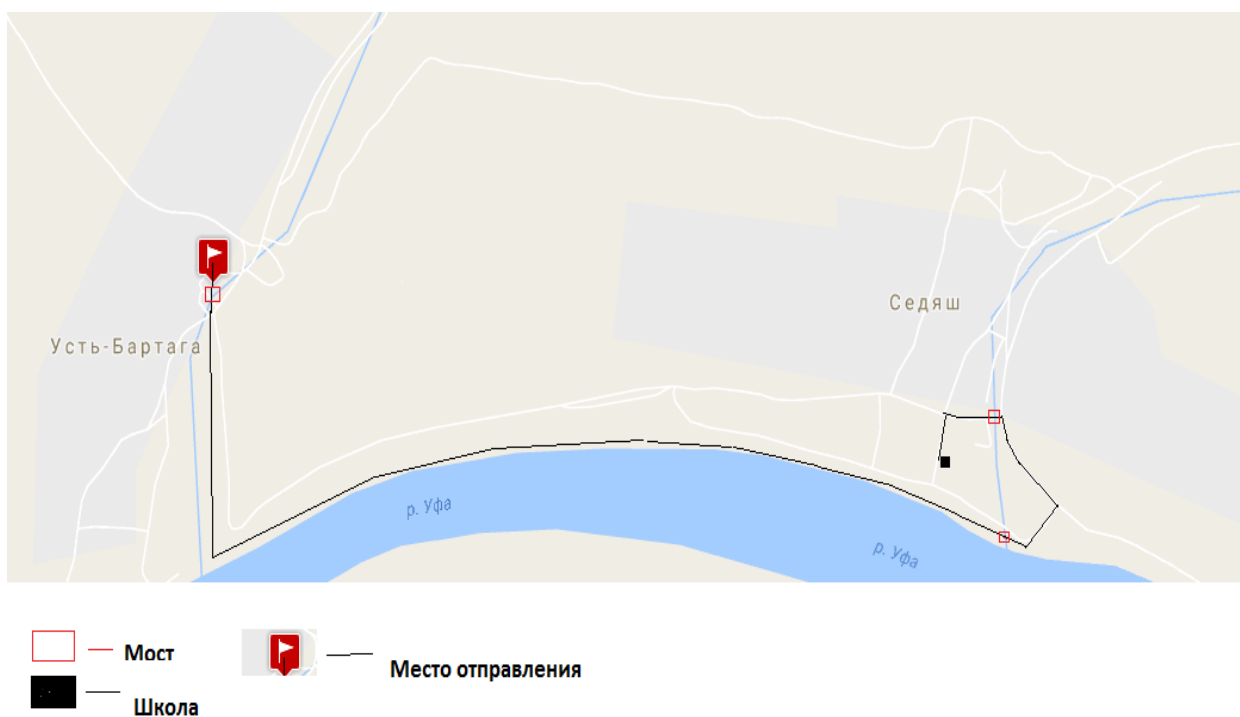 Седяш
Усть-Бартага
р. Уфа
р. Уфа
Мост
Место отправления
Школа